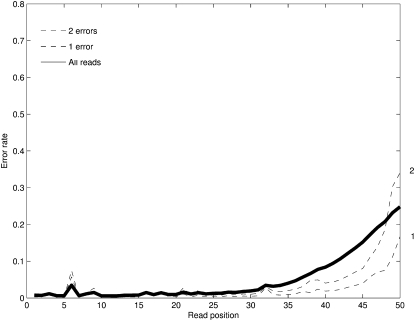 0.8
0.7
0.6
0.5
0.4
0.3
0.2
0.1
0
Error rate
2 errors
1 error
All reads
2
1
0 5 10 15 20 25 30 35 40 45 50
Read position